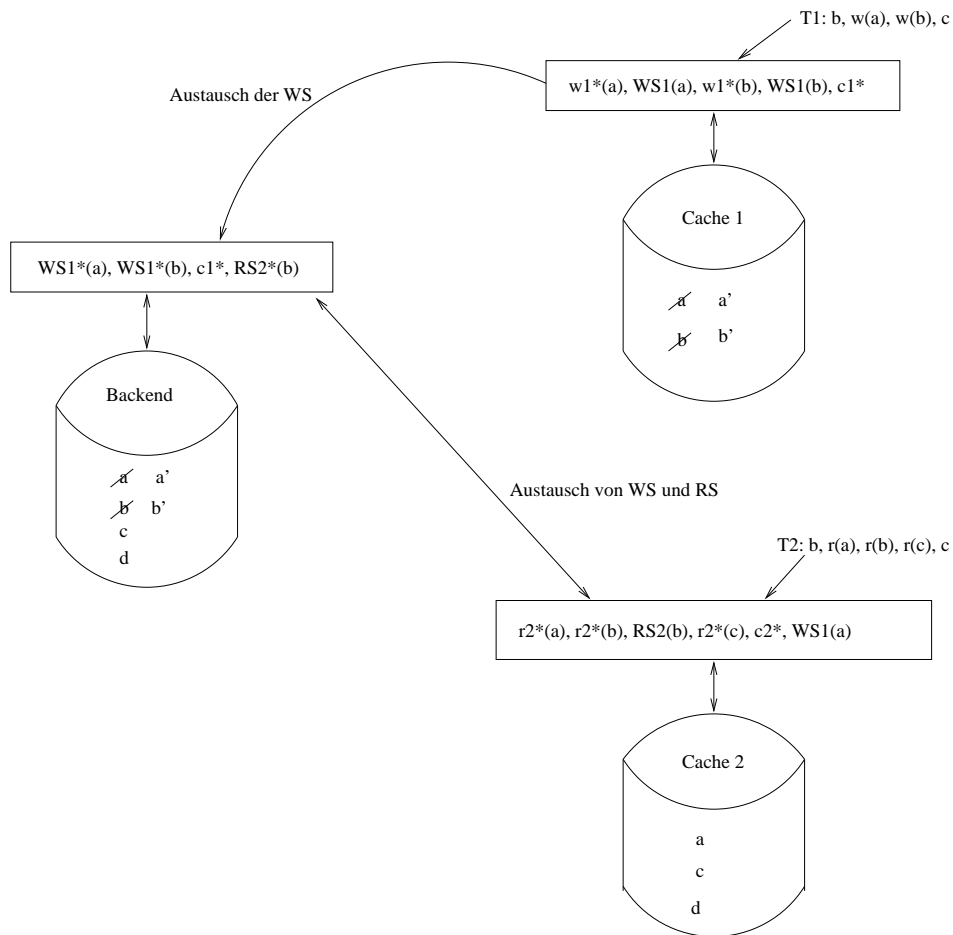 T1: b, w(a), w(b), c
w1*(a), WS1(a), w1*(b), WS1(b), c1*
Austausch der WS
Cache 1
WS1*(a), WS1*(b), c1*, RS2*(b)
a a’
b b’
Backend
a a’
b b’
c
d
Austausch von WS und RS
T2: b, r(a), r(b), r(c), c
r2*(a), r2*(b), RS2(b), r2*(c), c2*, WS1(a)
Cache 2
a
c
d